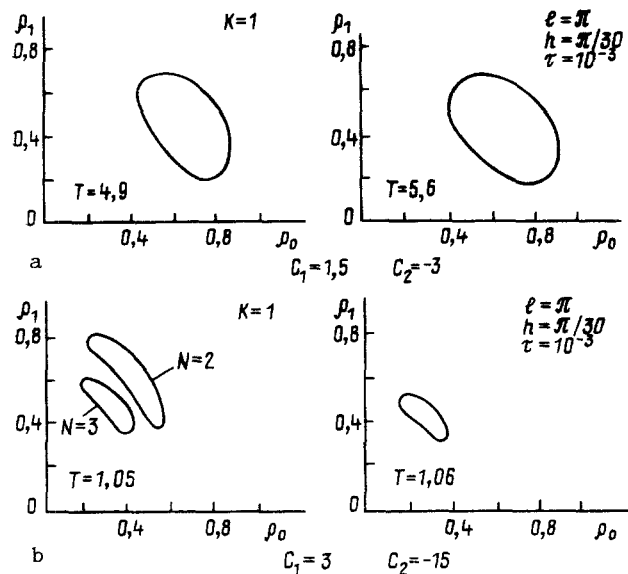 ρ₁ K=1 ℓ=π
0,8 0,8 h=π/30
τ=10⁻³
0,4 0,4
T=4,9 T=5,6
0 0
0,4 0,8 ρ₀ 0,4 0,8 ρ₀
a C₁=1,5 C₂=-3
ρ₁ K=1 ρ₁ ℓ=π
0,8 0,8 h=π/30
N=2 τ=10⁻³
0,4 N=3 0,4
T=1,05 T=1,06
0 0
0,4 0,8 ρ₀ 0,4 0,8 ρ₀
b C₁=3 C₂=-15